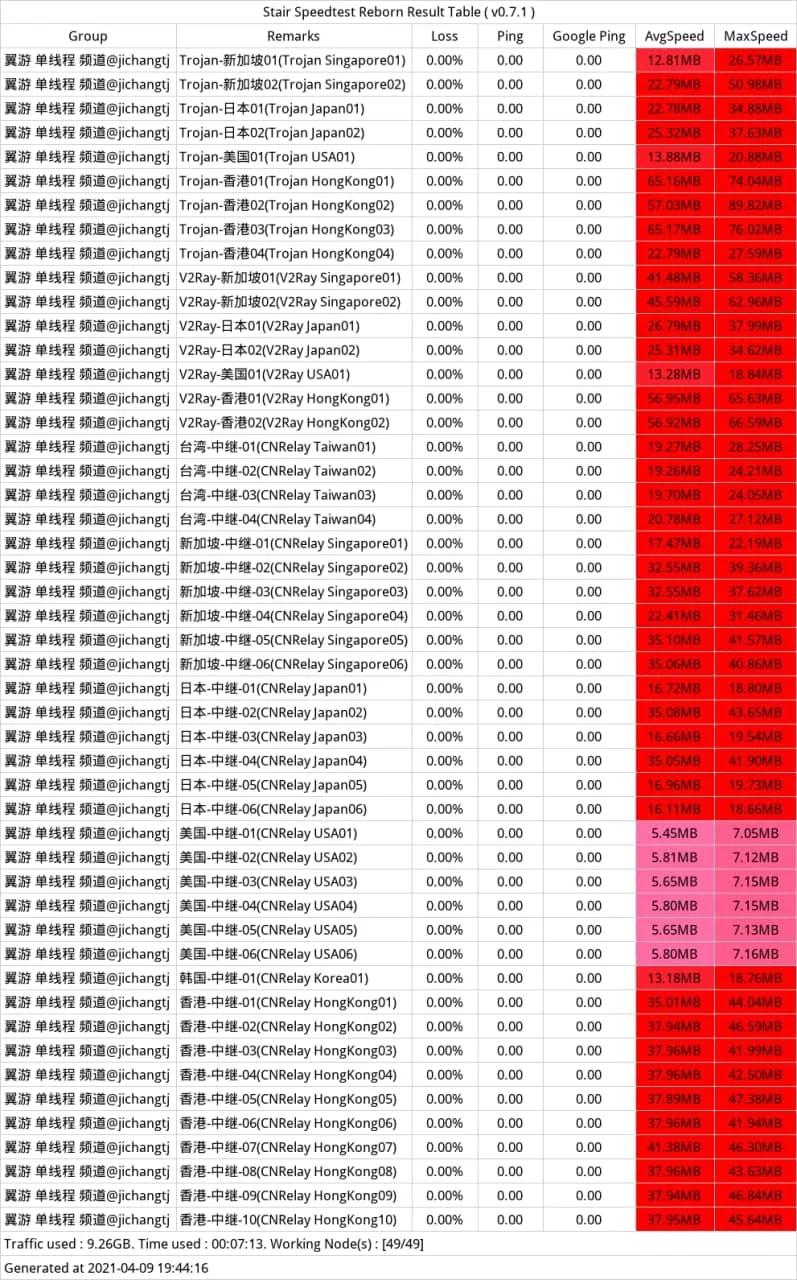 Stair Speedtest Reborn Result Table ( v0.7.1 )
Group Remarks Loss Ping Google Ping AvgSpeed MaxSpeed
翼游 单线程 频道@jichangtj Trojan-新加坡01(Trojan Singapore01) 0.00% 0.00 0.00 12.81MB 26.57MB
翼游 单线程 频道@jichangtj Trojan-新加坡02(Trojan Singapore02) 0.00% 0.00 0.00 22.79MB 50.98MB
翼游 单线程 频道@jichangtj Trojan-日本01(Trojan Japan01) 0.00% 0.00 0.00 22.78MB 34.88MB
翼游 单线程 频道@jichangtj Trojan-日本02(Trojan Japan02) 0.00% 0.00 0.00 25.32MB 37.63MB
翼游 单线程 频道@jichangtj Trojan-美国01(Trojan USA01) 0.00% 0.00 0.00 13.88MB 20.88MB
翼游 单线程 频道@jichangtj Trojan-香港01(Trojan HongKong01) 0.00% 0.00 0.00 65.16MB 74.04MB
翼游 单线程 频道@jichangtj Trojan-香港02(Trojan HongKong02) 0.00% 0.00 0.00 57.03MB 89.82MB
翼游 单线程 频道@jichangtj Trojan-香港03(Trojan HongKong03) 0.00% 0.00 0.00 65.17MB 76.02MB
翼游 单线程 频道@jichangtj Trojan-香港04(Trojan HongKong04) 0.00% 0.00 0.00 22.79MB 27.59MB
翼游 单线程 频道@jichangtj V2Ray-新加坡01(V2Ray Singapore01) 0.00% 0.00 0.00 41.48MB 58.36MB
翼游 单线程 频道@jichangtj V2Ray-新加坡02(V2Ray Singapore02) 0.00% 0.00 0.00 45.59MB 62.96MB
翼游 单线程 频道@jichangtj V2Ray-日本01(V2Ray Japan01) 0.00% 0.00 0.00 26.79MB 37.99MB
翼游 单线程 频道@jichangtj V2Ray-日本02(V2Ray Japan02) 0.00% 0.00 0.00 25.31MB 34.62MB
翼游 单线程 频道@jichangtj V2Ray-美国01(V2Ray USA01) 0.00% 0.00 0.00 13.28MB 18.84MB
翼游 单线程 频道@jichangtj V2Ray-香港01(V2Ray HongKong01) 0.00% 0.00 0.00 56.95MB 65.63MB
翼游 单线程 频道@jichangtj V2Ray-香港02(V2Ray HongKong02) 0.00% 0.00 0.00 56.92MB 66.59MB
翼游 单线程 频道@jichangtj 台湾-中继-01(CNRelay Taiwan01) 0.00% 0.00 0.00 19.27MB 28.25MB
翼游 单线程 频道@jichangtj 台湾-中继-02(CNRelay Taiwan02) 0.00% 0.00 0.00 19.26MB 24.21MB
翼游 单线程 频道@jichangtj 台湾-中继-03(CNRelay Taiwan03) 0.00% 0.00 0.00 19.70MB 24.05MB
翼游 单线程 频道@jichangtj 台湾-中继-04(CNRelay Taiwan04) 0.00% 0.00 0.00 20.78MB 27.12MB
翼游 单线程 频道@jichangtj 新加坡-中继-01(CNRelay Singapore01) 0.00% 0.00 0.00 17.47MB 22.19MB
翼游 单线程 频道@jichangtj 新加坡-中继-02(CNRelay Singapore02) 0.00% 0.00 0.00 32.55MB 39.36MB
翼游 单线程 频道@jichangtj 新加坡-中继-03(CNRelay Singapore03) 0.00% 0.00 0.00 32.55MB 37.62MB
翼游 单线程 频道@jichangtj 新加坡-中继-04(CNRelay Singapore04) 0.00% 0.00 0.00 22.41MB 31.46MB
翼游 单线程 频道@jichangtj 新加坡-中继-05(CNRelay Singapore05) 0.00% 0.00 0.00 35.10MB 41.57MB
翼游 单线程 频道@jichangtj 新加坡-中继-06(CNRelay Singapore06) 0.00% 0.00 0.00 35.06MB 40.86MB
翼游 单线程 频道@jichangtj 日本-中继-01(CNRelay Japan01) 0.00% 0.00 0.00 16.72MB 18.80MB
翼游 单线程 频道@jichangtj 日本-中继-02(CNRelay Japan02) 0.00% 0.00 0.00 35.08MB 43.65MB
翼游 单线程 频道@jichangtj 日本-中继-03(CNRelay Japan03) 0.00% 0.00 0.00 16.66MB 19.54MB
翼游 单线程 频道@jichangtj 日本-中继-04(CNRelay Japan04) 0.00% 0.00 0.00 35.05MB 41.90MB
翼游 单线程 频道@jichangtj 日本-中继-05(CNRelay Japan05) 0.00% 0.00 0.00 16.96MB 19.73MB
翼游 单线程 频道@jichangtj 日本-中继-06(CNRelay Japan06) 0.00% 0.00 0.00 16.11MB 18.66MB
翼游 单线程 频道@jichangtj 美国-中继-01(CNRelay USA01) 0.00% 0.00 0.00 5.45MB 7.05MB
翼游 单线程 频道@jichangtj 美国-中继-02(CNRelay USA02) 0.00% 0.00 0.00 5.81MB 7.12MB
翼游 单线程 频道@jichangtj 美国-中继-03(CNRelay USA03) 0.00% 0.00 0.00 5.65MB 7.15MB
翼游 单线程 频道@jichangtj 美国-中继-04(CNRelay USA04) 0.00% 0.00 0.00 5.80MB 7.15MB
翼游 单线程 频道@jichangtj 美国-中继-05(CNRelay USA05) 0.00% 0.00 0.00 5.65MB 7.13MB
翼游 单线程 频道@jichangtj 美国-中继-06(CNRelay USA06) 0.00% 0.00 0.00 5.80MB 7.16MB
翼游 单线程 频道@jichangtj 韩国-中继-01(CNRelay Korea01) 0.00% 0.00 0.00 13.18MB 18.76MB
翼游 单线程 频道@jichangtj 香港-中继-01(CNRelay HongKong01) 0.00% 0.00 0.00 35.01MB 44.04MB
翼游 单线程 频道@jichangtj 香港-中继-02(CNRelay HongKong02) 0.00% 0.00 0.00 37.94MB 46.59MB
翼游 单线程 频道@jichangtj 香港-中继-03(CNRelay HongKong03) 0.00% 0.00 0.00 37.96MB 41.99MB
翼游 单线程 频道@jichangtj 香港-中继-04(CNRelay HongKong04) 0.00% 0.00 0.00 37.96MB 42.50MB
翼游 单线程 频道@jichangtj 香港-中继-05(CNRelay HongKong05) 0.00% 0.00 0.00 37.89MB 47.38MB
翼游 单线程 频道@jichangtj 香港-中继-06(CNRelay HongKong06) 0.00% 0.00 0.00 37.96MB 41.94MB
翼游 单线程 频道@jichangtj 香港-中继-07(CNRelay HongKong07) 0.00% 0.00 0.00 41.38MB 46.30MB
翼游 单线程 频道@jichangtj 香港-中继-08(CNRelay HongKong08) 0.00% 0.00 0.00 37.96MB 43.63MB
翼游 单线程 频道@jichangtj 香港-中继-09(CNRelay HongKong09) 0.00% 0.00 0.00 37.94MB 46.84MB
翼游 单线程 频道@jichangtj 香港-中继-10(CNRelay HongKong10) 0.00% 0.00 0.00 37.95MB 45.64MB
Traffic used : 9.26GB. Time used : 00:07:13. Working Node(s) : [49/49]
Generated at 2021-04-09 19:44:16